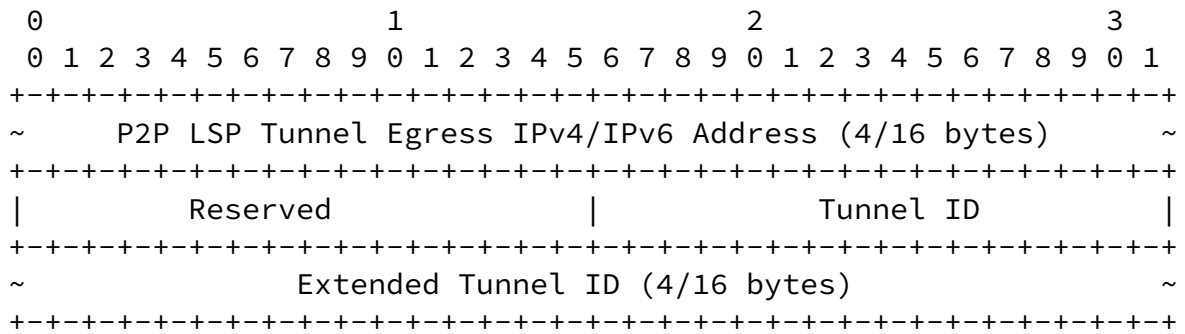 0                   1                   2                   3
 0 1 2 3 4 5 6 7 8 9 0 1 2 3 4 5 6 7 8 9 0 1 2 3 4 5 6 7 8 9 0 1
+-+-+-+-+-+-+-+-+-+-+-+-+-+-+-+-+-+-+-+-+-+-+-+-+-+-+-+-+-+-+-+-+
~     P2P LSP Tunnel Egress IPv4/IPv6 Address (4/16 bytes)      ~
+-+-+-+-+-+-+-+-+-+-+-+-+-+-+-+-+-+-+-+-+-+-+-+-+-+-+-+-+-+-+-+-+
|         Reserved              |            Tunnel ID          |
+-+-+-+-+-+-+-+-+-+-+-+-+-+-+-+-+-+-+-+-+-+-+-+-+-+-+-+-+-+-+-+-+
~               Extended Tunnel ID (4/16 bytes)                 ~
+-+-+-+-+-+-+-+-+-+-+-+-+-+-+-+-+-+-+-+-+-+-+-+-+-+-+-+-+-+-+-+-+